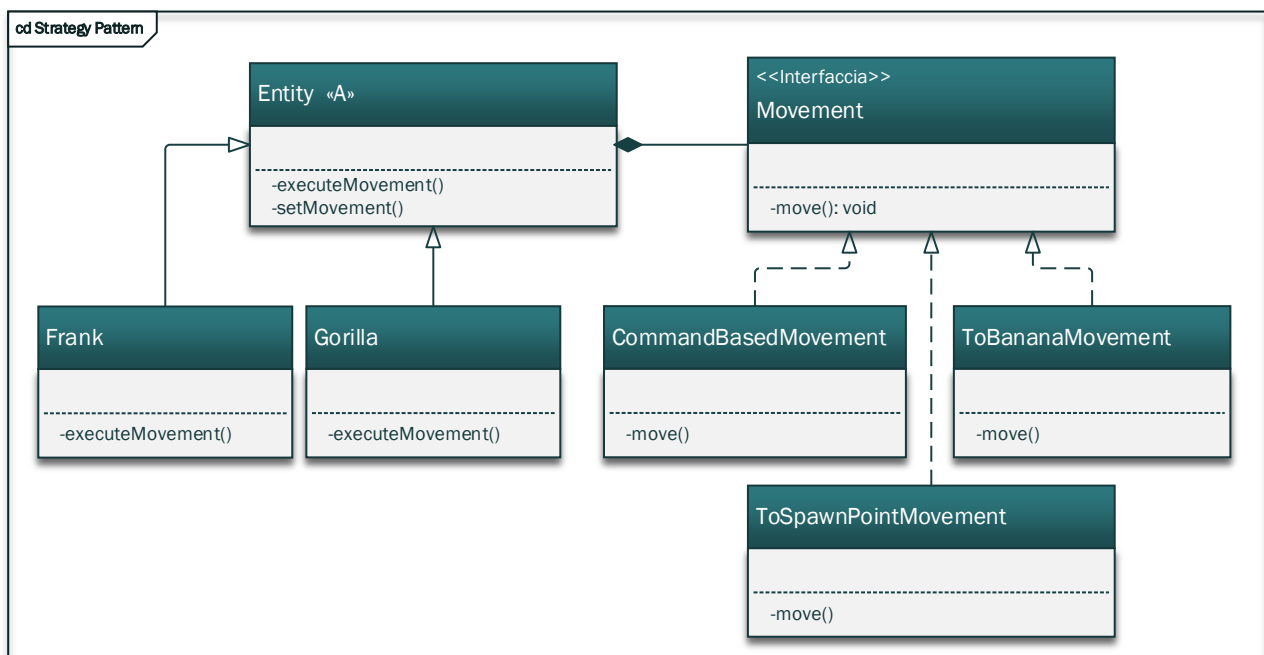 cd Strategy Pattern
Entity «A»
-executeMovement()
-setMovement()
<<Interfaccia>>
Movement
-move(): void
Frank
-executeMovement()
Gorilla
-executeMovement()
CommandBasedMovement
-move()
ToBananaMovement
-move()
ToSpawnPointMovement
-move()